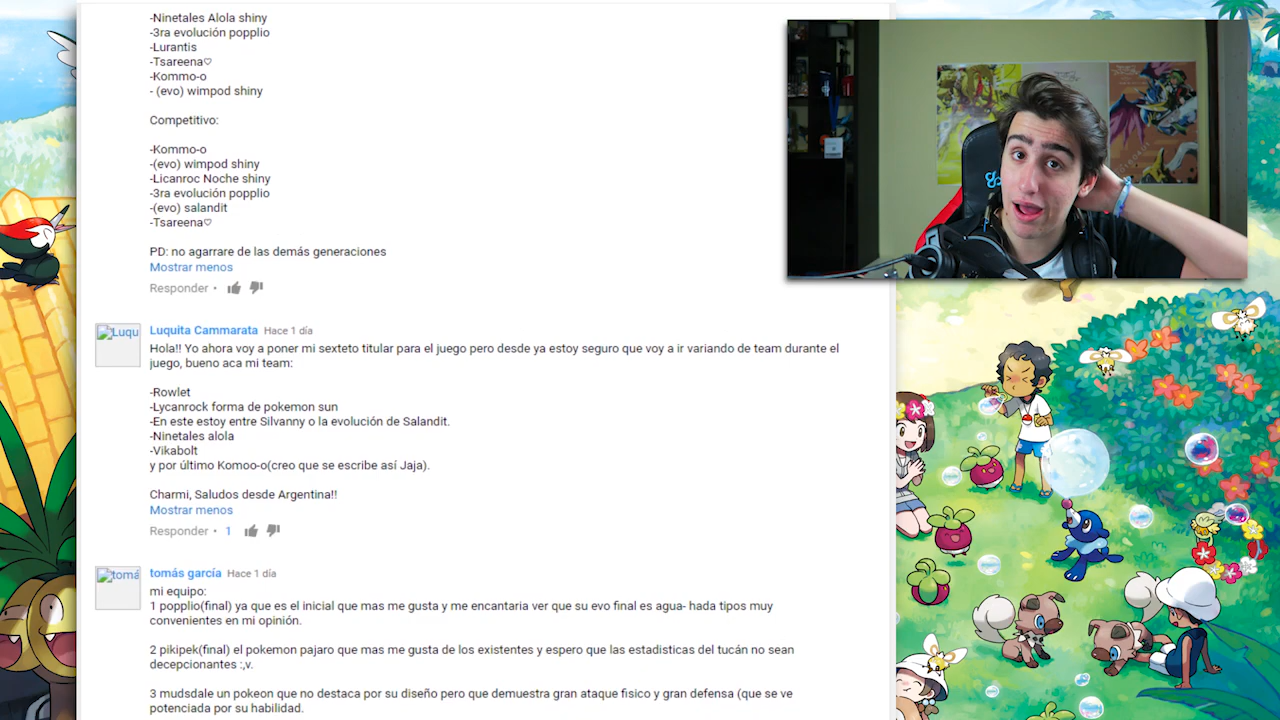 -Ninetales Alola shiny
-3ra evolución popplio
-Lurantis
-Tsareena♡
-Kommo-o
- (evo) wimpod shiny
Competitivo:
-Kommo-o
-(evo) wimpod shiny
-Licanroc Noche shiny
-3ra evolución popplio
-(evo) salandit
-Tsareena♡
PD: no agarrare de las demás generaciones
Mostrar menos
Responder •
Luqu
Luquita Cammarata Hace 1 día
Hola!! Yo ahora voy a poner mi sexteto titular para el juego pero desde ya estoy seguro que voy a ir variando de team durante el
juego, bueno aca mi team:
-Rowlet
-Lycanrock forma de pokemon sun
-En este estoy entre Silvanny o la evolución de Salandit.
-Ninetales alola
-Vikabolt
y por último Komoo-o(creo que se escribe así Jaja).
Charmi, Saludos desde Argentina!!
Mostrar menos
Responder • 1
tomá
tomás garcía Hace 1 día
mi equipo:
1 popplio(final) ya que es el inicial que mas me gusta y me encantaria ver que su evo final es agua- hada tipos muy
convenientes en mi opinión.
2 pikipek(final) el pokemon pajaro que mas me gusta de los existentes y espero que las estadisticas del tucán no sean
decepcionantes :,v.
3 mudsdale un pokeon que no destaca por su diseño pero que demuestra gran ataque fisico y gran defensa (que se ve
potenciada por su habilidad.